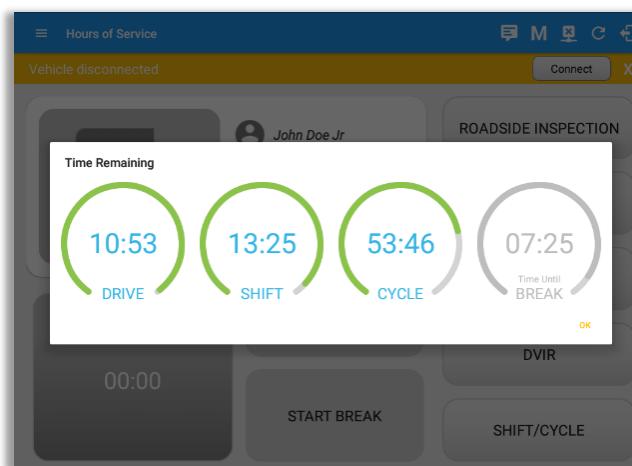 Hours of Service
M
Vehicle disconnected
Connect
X
John Doe Jr
ROADSIDE INSPECTION
Time Remaining
10:53
DRIVE
13:25
SHIFT
53:46
CYCLE
07:25
Time Until
BREAK
OK
DVIR
00:00
START BREAK
SHIFT/CYCLE